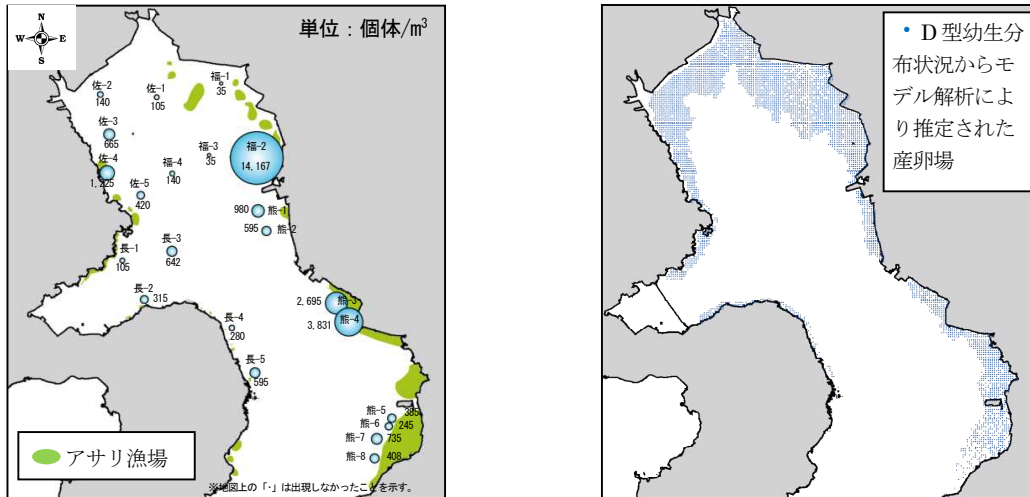 N
W E
S
単位：個体/m³
福-1
35
佐-2
140
佐-1
105
佐-3
665
福-3
35
福-2
14,167
佐-4
1,225
福-4
140
佐-5
420
980 熊-1
595 熊-2
長-3
642
長-1
105
長-2
315
2,695 熊-3
3,831 熊-4
長-4
280
長-5
595
熊-5 385
熊-6 245
熊-7 735
熊-8 408
アサリ漁場
※地図上の「・」は出現しなかったことを示す。
・D 型幼生分
布状況からモ
デル解析によ
り推定された
産卵場